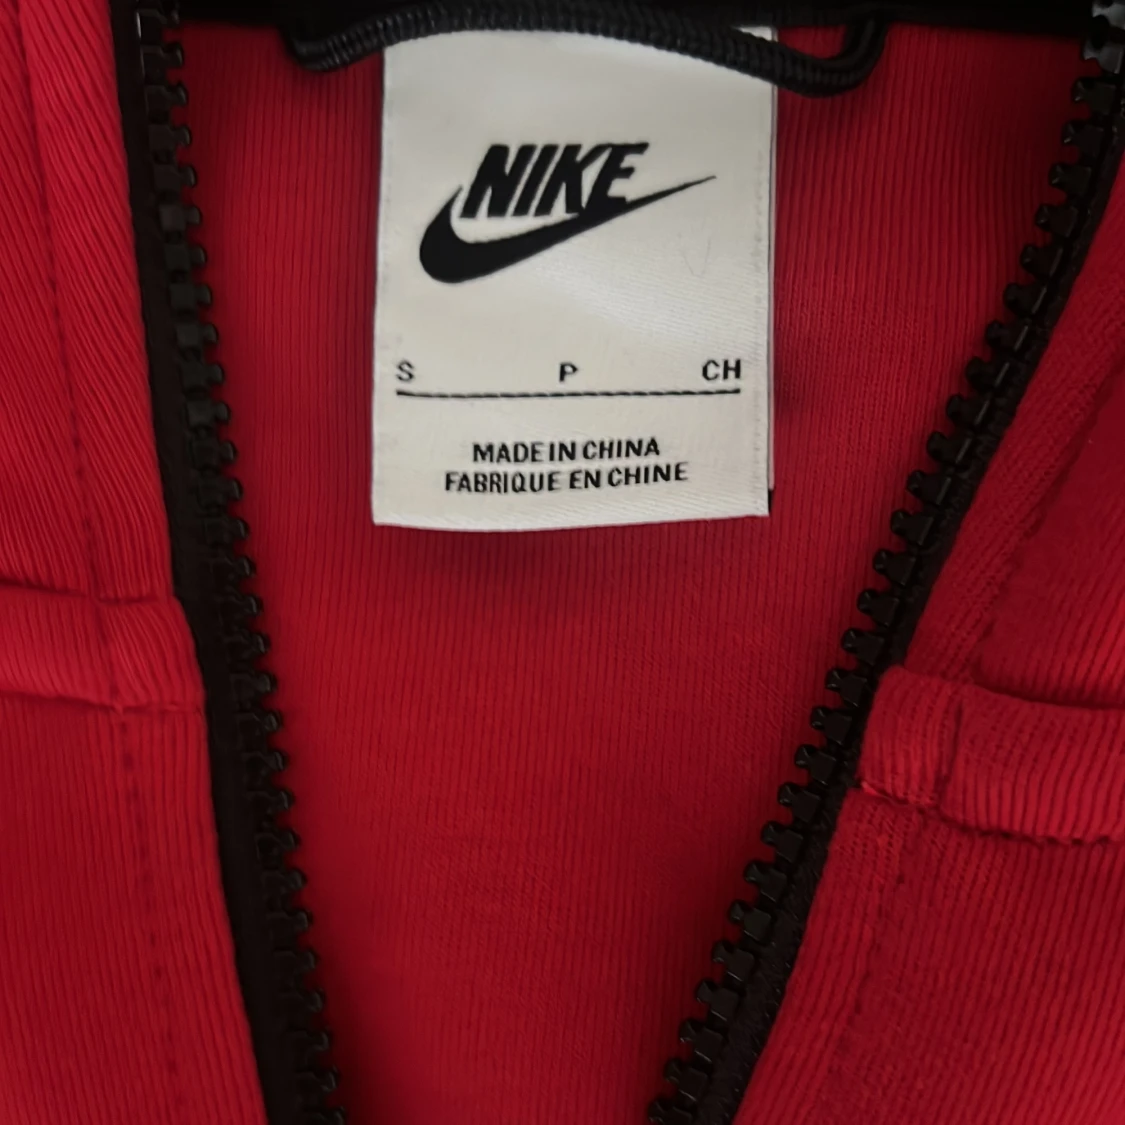 NIKE
S P CH
MADE IN CHINA
FABRIQUE EN CHINE